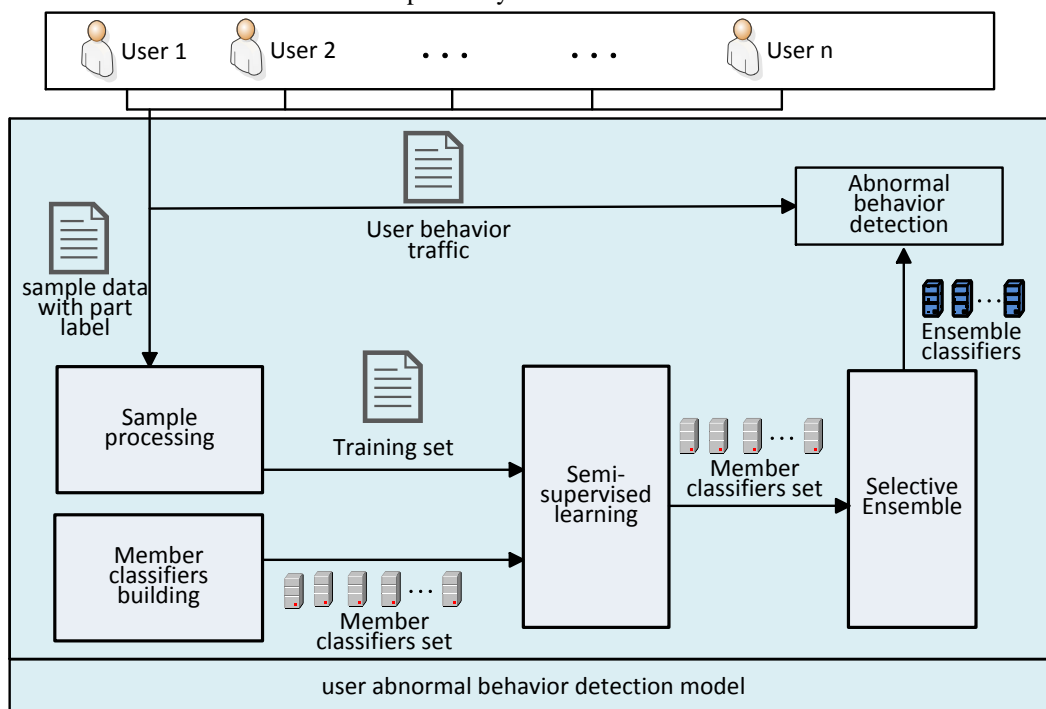 User 1
User 2
...
...
User n
User behavior
traffic
Abnormal
behavior
detection
sample data
with part
label
Ensemble
classifiers
Sample
processing
Training set
Semi-
supervised
learning
Member
classifiers set
Selective
Ensemble
Member
classifiers
building
Member
classifiers set
user abnormal behavior detection model